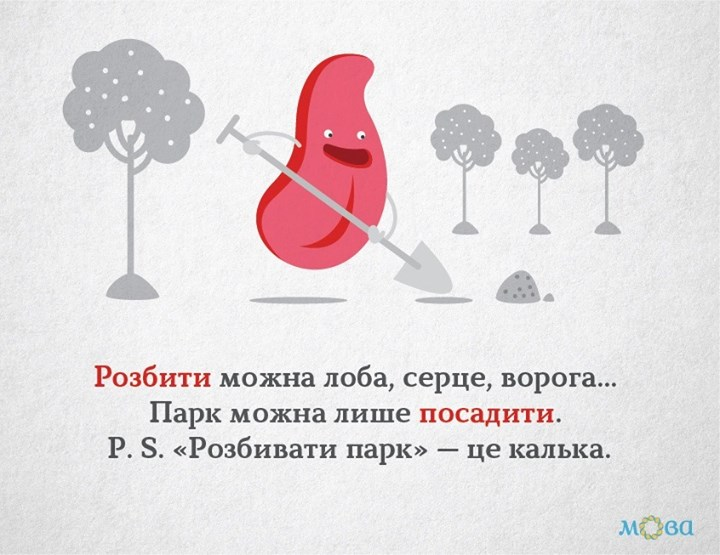 Розбити можна лоба, серце, ворога...
Парк можна лише посадити.
P. S. «Розбивати парк» — це калька.
мова